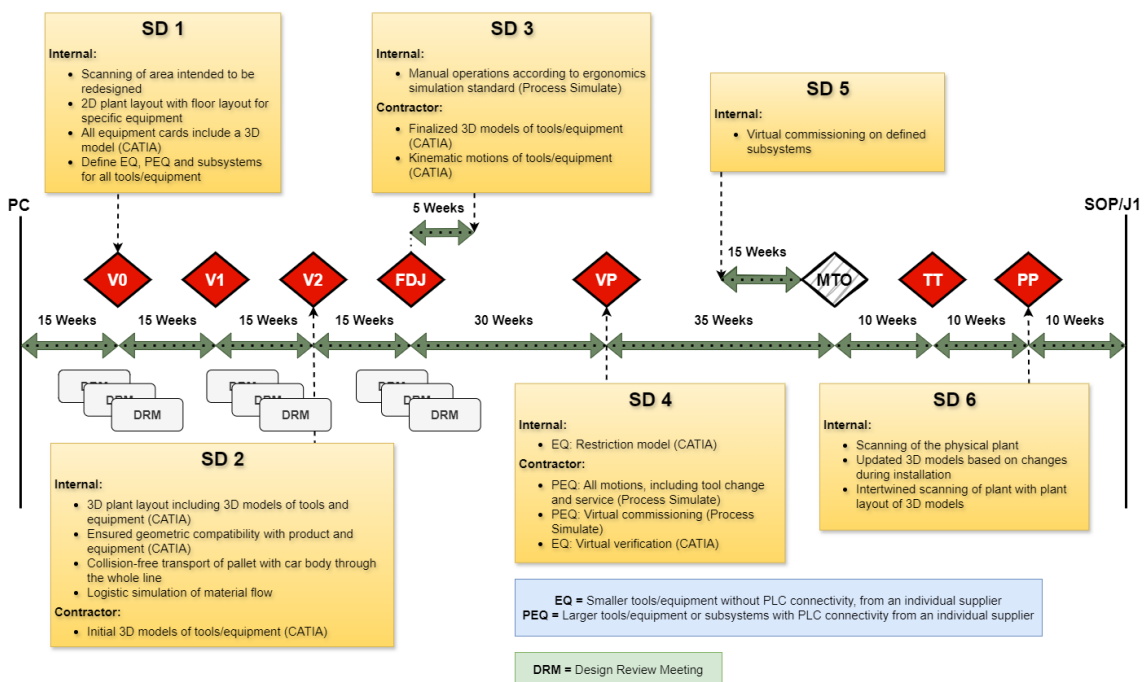 SD 1
Internal:
Scanning of area intended to be
redesigned
2D plant layout with floor layout for
specific equipment
All equipment cards include a 3D
model (CATIA)
Define EQ, PEQ and subsystems
for all tools/equipment
SD 3
Internal:
Manual operations according to ergonomics
simulation standard (Process Simulate)
Contractor:
Finalized 3D models of tools/equipment
(CATIA)
Kinematic motions of tools/equipment
(CATIA)
SD 5
Internal:
Virtual commissioning on defined
subsystems
PC
SOP/J1
5 Weeks
15 Weeks
V0
V1
V2
FDJ
VP
MTO
TT
PP
15 Weeks
15 Weeks
15 Weeks
15 Weeks
30 Weeks
35 Weeks
10 Weeks
10 Weeks
10 Weeks
DRM
DRM
DRM
DRM
DRM
DRM
DRM
DRM
DRM
SD 2
Internal:
3D plant layout including 3D models of tools and
equipment (CATIA)
Ensured geometric compatibility with product and
equipment (CATIA)
Collision-free transport of pallet with car body through
the whole line
Logistic simulation of material flow
Contractor:
Initial 3D models of tools/equipment (CATIA)
SD 4
Internal:
EQ: Restriction model (CATIA)
Contractor:
PEQ: All motions, including tool change
and service (Process Simulate)
PEQ: Virtual commissioning (Process
Simulate)
EQ: Virtual verification (CATIA)
SD 6
Internal:
Scanning of the physical plant
Updated 3D models based on changes
during installation
Intertwined scanning of plant with plant
layout of 3D models
EQ = Smaller tools/equipment without PLC connectivity, from an individual supplier
PEQ = Larger tools/equipment or subsystems with PLC connectivity from an individual supplier
DRM = Design Review Meeting